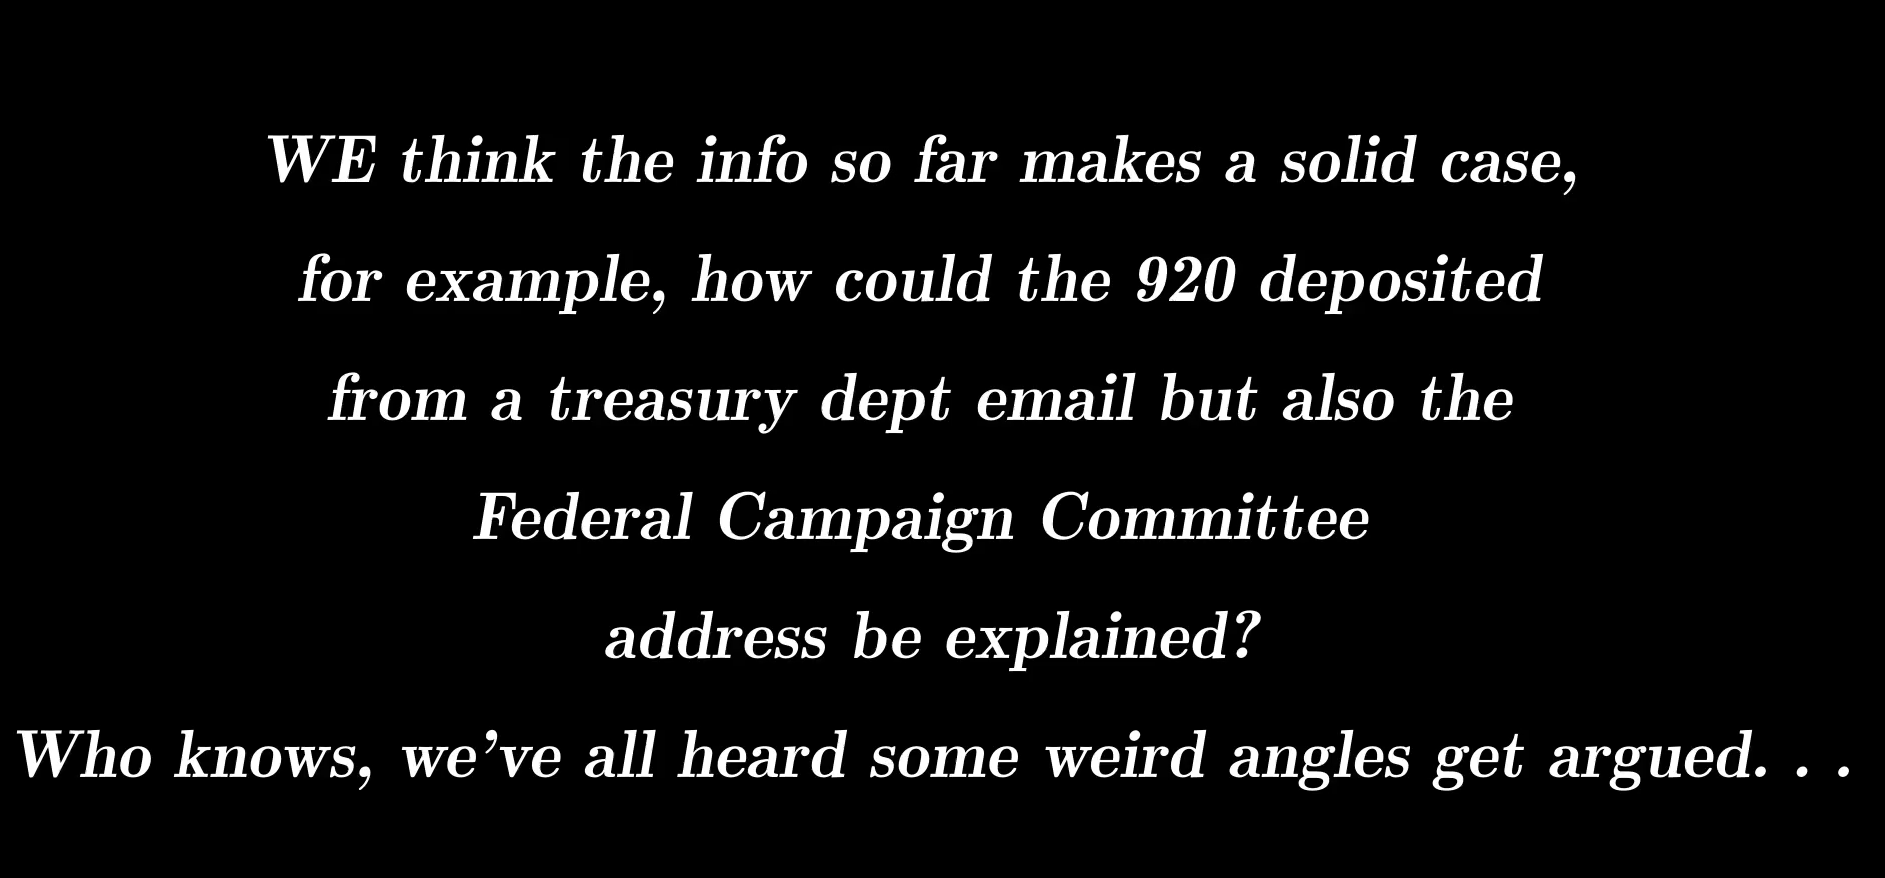 WE think the info so far makes a solid case,
for example, how could the 920 deposited
from a treasury dept email but also the
Federal Campaign Committee
address be explained?
Who knows, we’ve all heard some weird angles get argued. . .